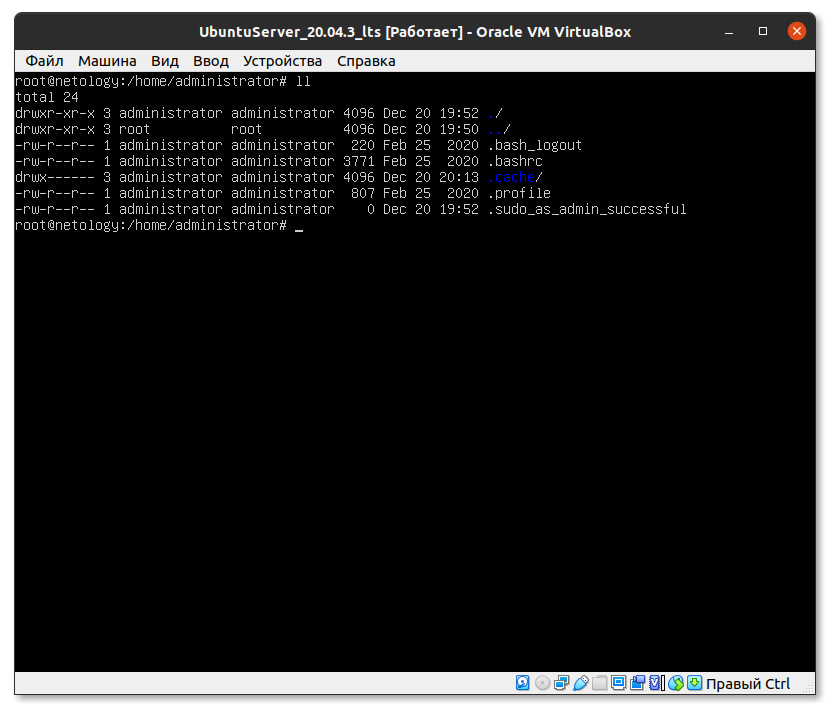 UbuntuServer_20.04.3_lts [Работает] - Oracle VM VirtualBox
Файл Машина Вид Ввод Устройства Справка
root@netology:/home/administrator# ll
total 24
drwxr-xr-x 3 administrator administrator 4096 Dec 20 19:52 ./
drwxr-xr-x 3 root          root          4096 Dec 20 19:50 ../
-rw-r--r-- 1 administrator administrator  220 Feb 25  2020 .bash_logout
-rw-r--r-- 1 administrator administrator 3771 Feb 25  2020 .bashrc
drwx------ 3 administrator administrator 4096 Dec 20 20:13 .cache/
-rw-r--r-- 1 administrator administrator  807 Feb 25  2020 .profile
-rw-r--r-- 1 administrator administrator    0 Dec 20 19:52 .sudo_as_admin_successful
root@netology:/home/administrator# _
Правый Ctrl